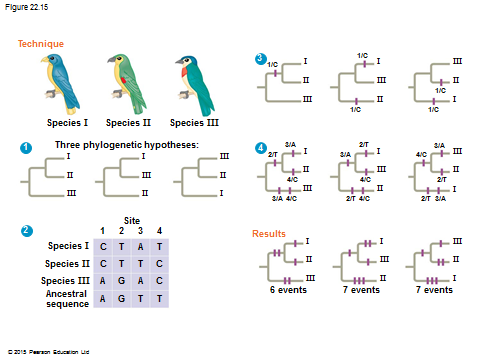 Figure 22.15
Technique
Species I Species II Species III
1 Three phylogenetic hypotheses:
I I III
II III II
III II I
2 Site
1 2 3 4
Species I C T A T
Species II C T T C
Species III A G A C
Ancestral sequence A G T T
3
1/C I 1/C I III
II III II
1/C
III II I
1/C 1/C
4
3/A I 2/T I 3/A III
2/T 3/A 4/C
II III II
4/C 4/C 2/T
III II I
3/A 4/C 2/T 4/C 2/T 3/A
Results
I I III
II III II
III II I
6 events 7 events 7 events
© 2015 Pearson Education Ltd